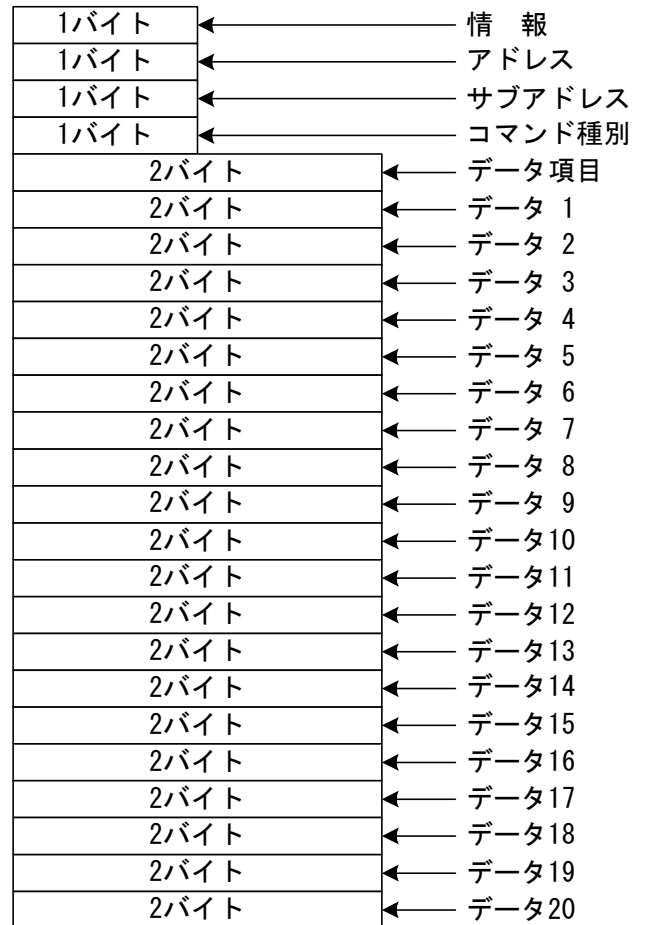 1バイト 情 報
1バイト アドレス
1バイト サブアドレス
1バイト コマンド種別
2バイト データ項目
2バイト データ 1
2バイト データ 2
2バイト データ 3
2バイト データ 4
2バイト データ 5
2バイト データ 6
2バイト データ 7
2バイト データ 8
2バイト データ 9
2バイト データ10
2バイト データ11
2バイト データ12
2バイト データ13
2バイト データ14
2バイト データ15
2バイト データ16
2バイト データ17
2バイト データ18
2バイト データ19
2バイト データ20